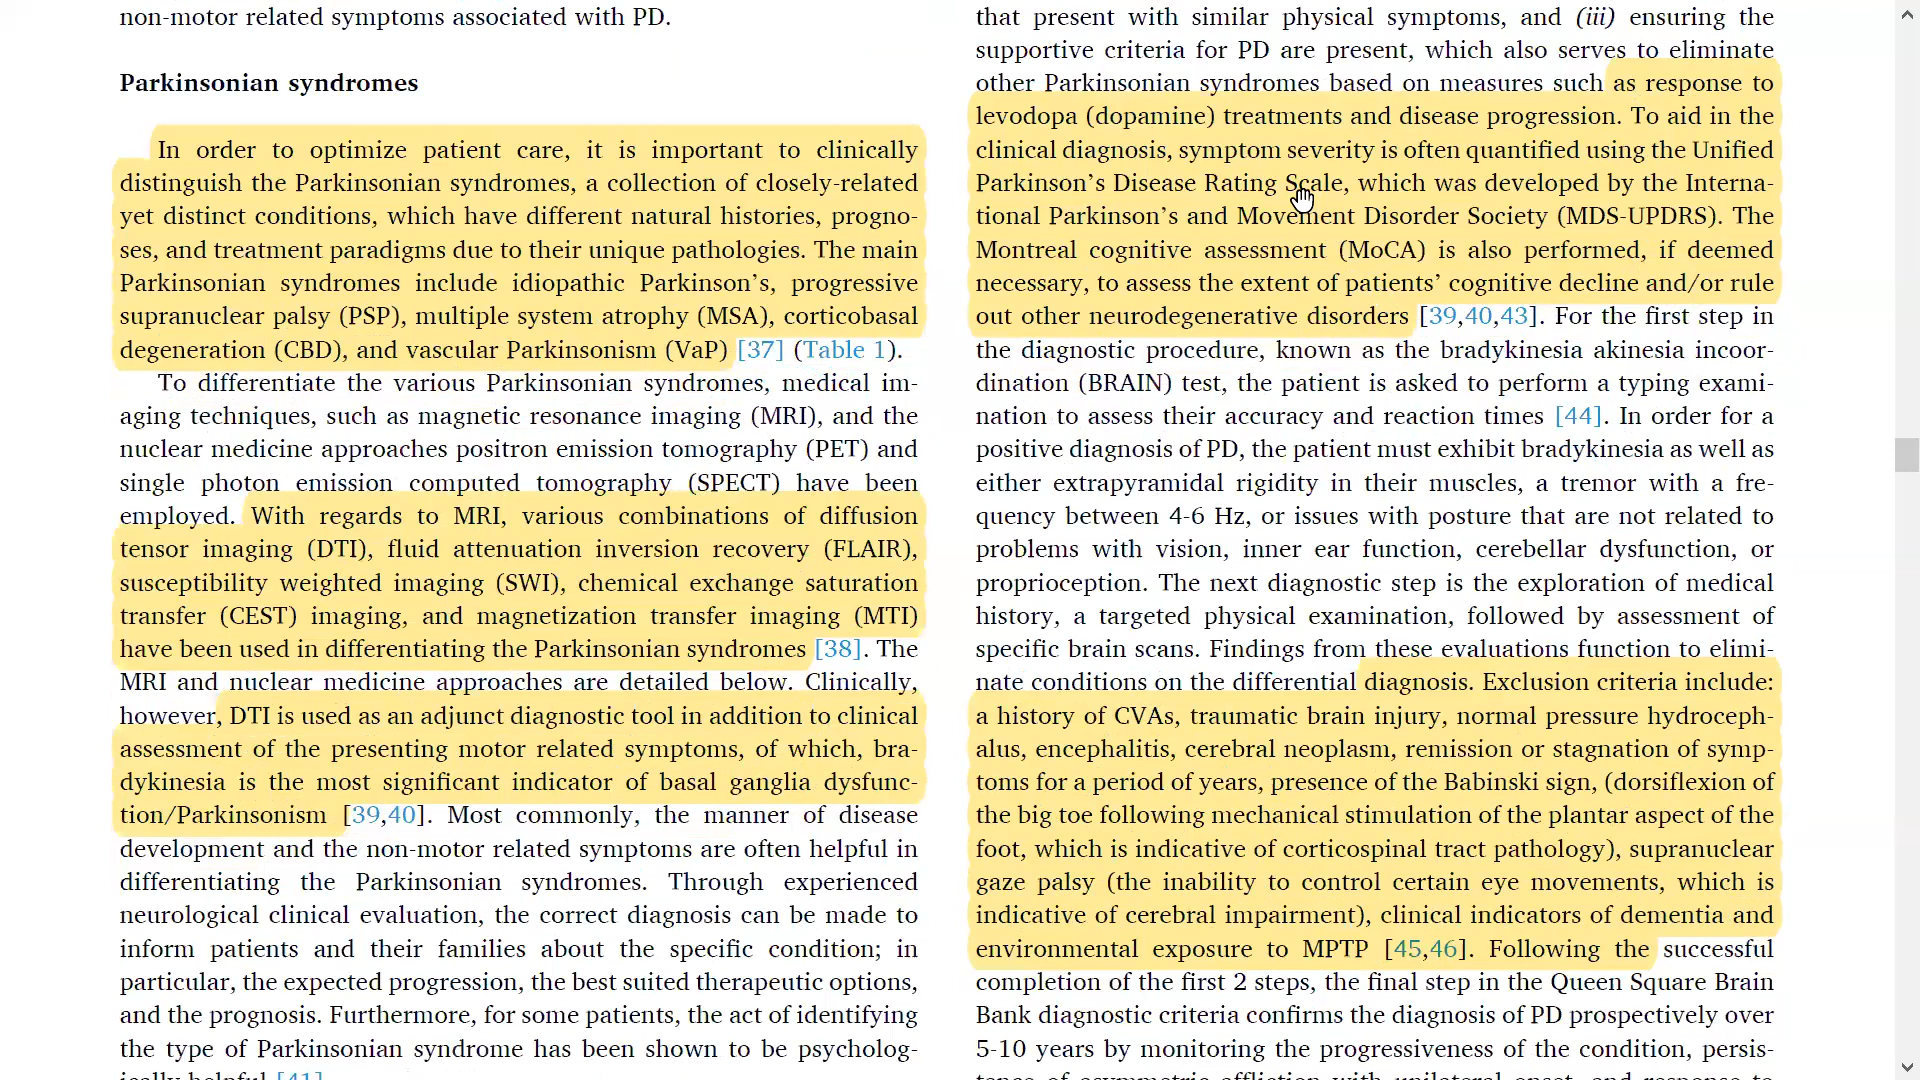 non-motor related symptoms associated with PD.
Parkinsonian syndromes
In order to optimize patient care, it is important to clinically
distinguish the Parkinsonian syndromes, a collection of closely-related
yet distinct conditions, which have different natural histories, progno-
ses, and treatment paradigms due to their unique pathologies. The main
Parkinsonian syndromes include idiopathic Parkinson's, progressive
supranuclear palsy (PSP), multiple system atrophy (MSA), corticobasal
degeneration (CBD), and vascular Parkinsonism (VaP) [37] (Table 1).
To differentiate the various Parkinsonian syndromes, medical im-
aging techniques, such as magnetic resonance imaging (MRI), and the
nuclear medicine approaches positron emission tomography (PET) and
single photon emission computed tomography (SPECT) have been
employed. With regards to MRI, various combinations of diffusion
tensor imaging (DTI), fluid attenuation inversion recovery (FLAIR),
susceptibility weighted imaging (SWI), chemical exchange saturation
transfer (CEST) imaging, and magnetization transfer imaging (MTI)
have been used in differentiating the Parkinsonian syndromes [38]. The
MRI and nuclear medicine approaches are detailed below. Clinically,
however, DTI is used as an adjunct diagnostic tool in addition to clinical
assessment of the presenting motor related symptoms, of which, bra-
dykinesia is the most significant indicator of basal ganglia dysfunc-
tion/Parkinsonism [39,40]. Most commonly, the manner of disease
development and the non-motor related symptoms are often helpful in
differentiating the Parkinsonian syndromes. Through experienced
neurological clinical evaluation, the correct diagnosis can be made to
inform patients and their families about the specific condition; in
particular, the expected progression, the best suited therapeutic options,
and the prognosis. Furthermore, for some patients, the act of identifying
the type of Parkinsonian syndrome has been shown to be psycholog-
ically helpful [41].
that present with similar physical symptoms, and (iii) ensuring the
supportive criteria for PD are present, which also serves to eliminate
other Parkinsonian syndromes based on measures such as response to
levodopa (dopamine) treatments and disease progression. To aid in the
clinical diagnosis, symptom severity is often quantified using the Unified
Parkinson's Disease Rating Scale, which was developed by the Interna-
tional Parkinson's and Movement Disorder Society (MDS-UPDRS). The
Montreal cognitive assessment (MoCA) is also performed, if deemed
necessary, to assess the extent of patients' cognitive decline and/or rule
out other neurodegenerative disorders [39,40,43]. For the first step in
the diagnostic procedure, known as the bradykinesia akinesia incoor-
dination (BRAIN) test, the patient is asked to perform a typing exami-
nation to assess their accuracy and reaction times [44]. In order for a
positive diagnosis of PD, the patient must exhibit bradykinesia as well as
either extrapyramidal rigidity in their muscles, a tremor with a fre-
quency between 4-6 Hz, or issues with posture that are not related to
problems with vision, inner ear function, cerebellar dysfunction, or
proprioception. The next diagnostic step is the exploration of medical
history, a targeted physical examination, followed by assessment of
specific brain scans. Findings from these evaluations function to elimi-
nate conditions on the differential diagnosis. Exclusion criteria include:
a history of CVAs, traumatic brain injury, normal pressure hydroceph-
alus, encephalitis, cerebral neoplasm, remission or stagnation of symp-
toms for a period of years, presence of the Babinski sign, (dorsiflexion of
the big toe following mechanical stimulation of the plantar aspect of the
foot, which is indicative of corticospinal tract pathology), supranuclear
gaze palsy (the inability to control certain eye movements, which is
indicative of cerebral impairment), clinical indicators of dementia and
environmental exposure to MPTP [45,46]. Following the successful
completion of the first 2 steps, the final step in the Queen Square Brain
Bank diagnostic criteria confirms the diagnosis of PD prospectively over
5-10 years by monitoring the progressiveness of the condition, persis-
tence of asymmetric affliction with unilateral onset, and response to